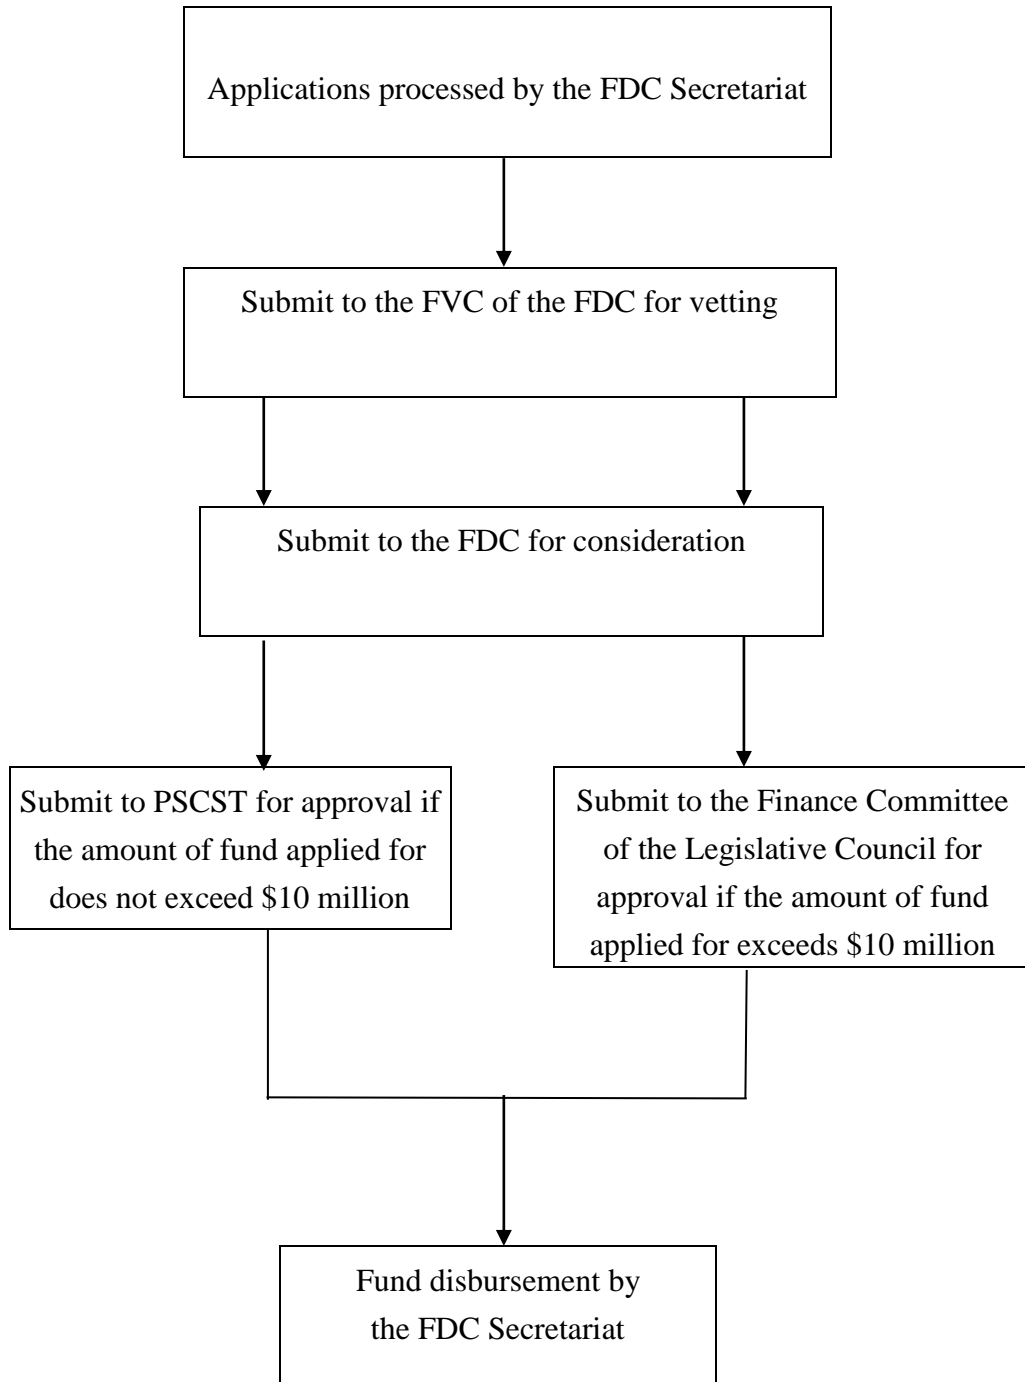 Applications processed by the FDC Secretariat
Submit to the FVC of the FDC for vetting
Submit to the FDC for consideration
Submit to PSCST for approval if
the amount of fund applied for
does not exceed $10 million
Submit to the Finance Committee
of the Legislative Council for
approval if the amount of fund
applied for exceeds $10 million
Fund disbursement by
the FDC Secretariat